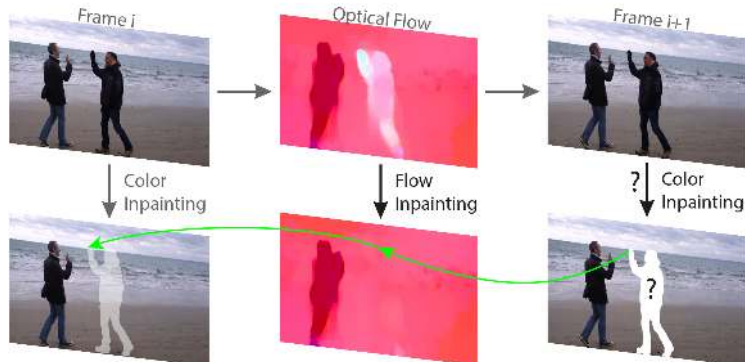 Frame i
Optical Flow
Frame i+1
Color
Inpainting
Flow
Inpainting
?
Color
Inpainting
?